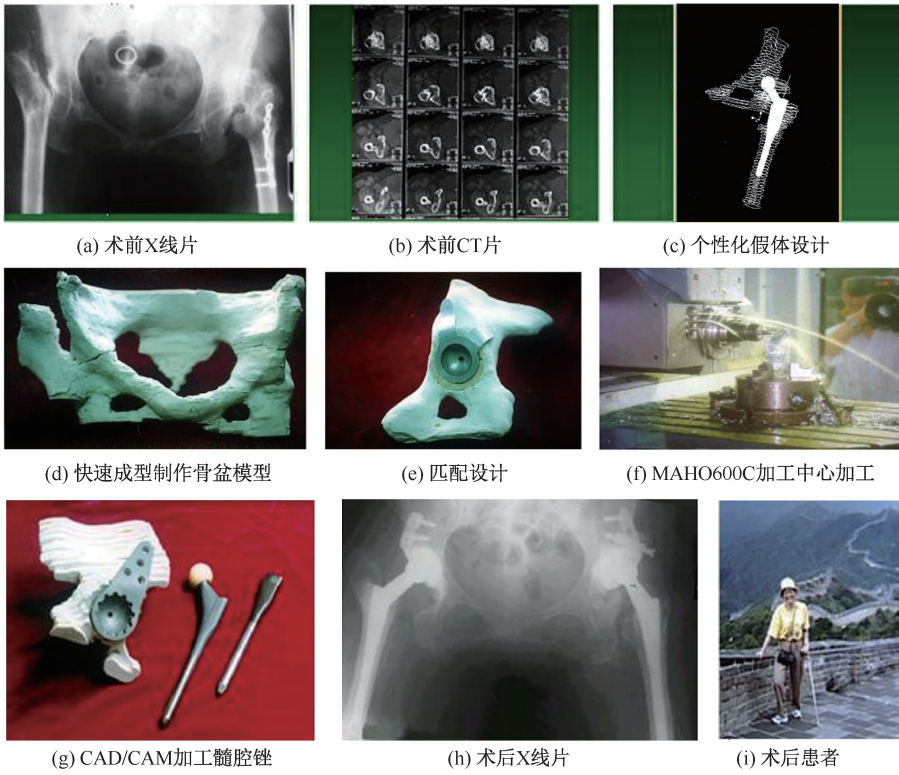 (a) 术前X线片
(b) 术前CT片
(c) 个性化假体设计
(d) 快速成型制作骨盆模型
(e) 匹配设计
(f) MAHO600C加工中心加工
(g) CAD/CAM加工髓腔锉
(h) 术后X线片
(i) 术后患者